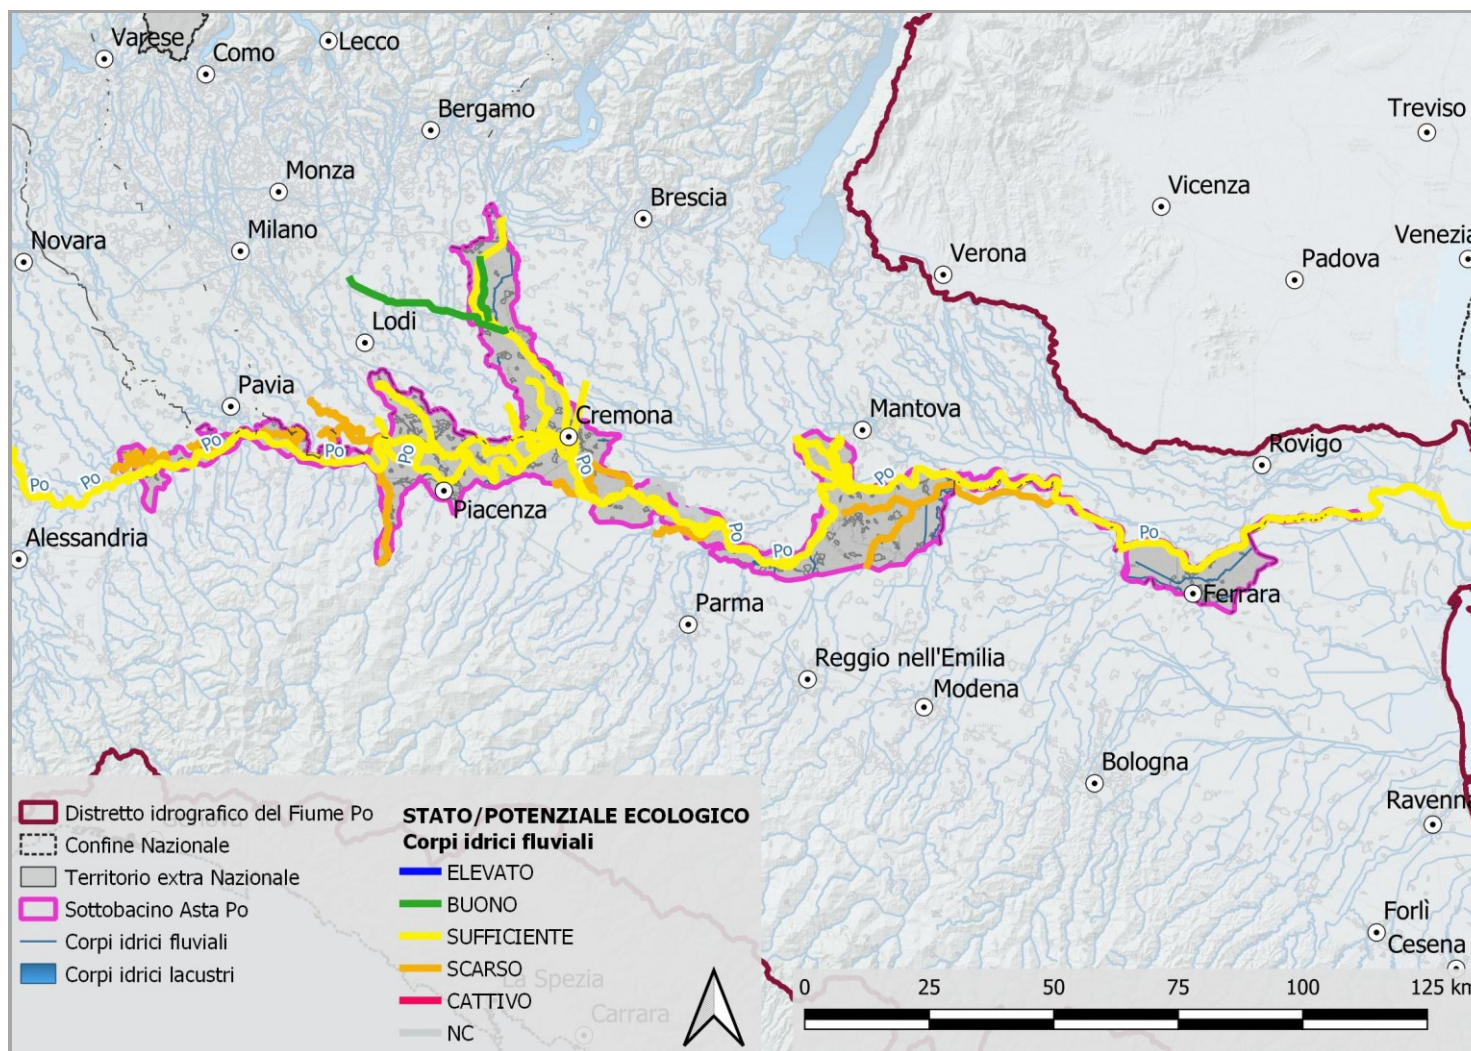 Varese
Como
Lecco
Bergamo
Treviso
Monza
Brescia
Vicenza
Novara
Milano
Verona
Padova
Venezia
Lodi
Pavia
Cremona
Mantova
Rovigo
Po
Po
Po
Po
Po
Po
Po
Po
Po
Po
Piacenza
Alessandria
Parma
Ferrara
Reggio nell'Emilia
Modena
Bologna
Ravenna
Forlì
Cesena
Distretto idrografico del Fiume Po
Confine Nazionale
Territorio extra Nazionale
Sottobacino Asta Po
Corpi idrici fluviali
Corpi idrici lacustri
STATO/POTENZIALE ECOLOGICO
Corpi idrici fluviali
ELEVATO
BUONO
SUFFICIENTE
SCARSO
CATTIVO
NC
La Spezia
Carrara
0 25 50 75 100 125 km